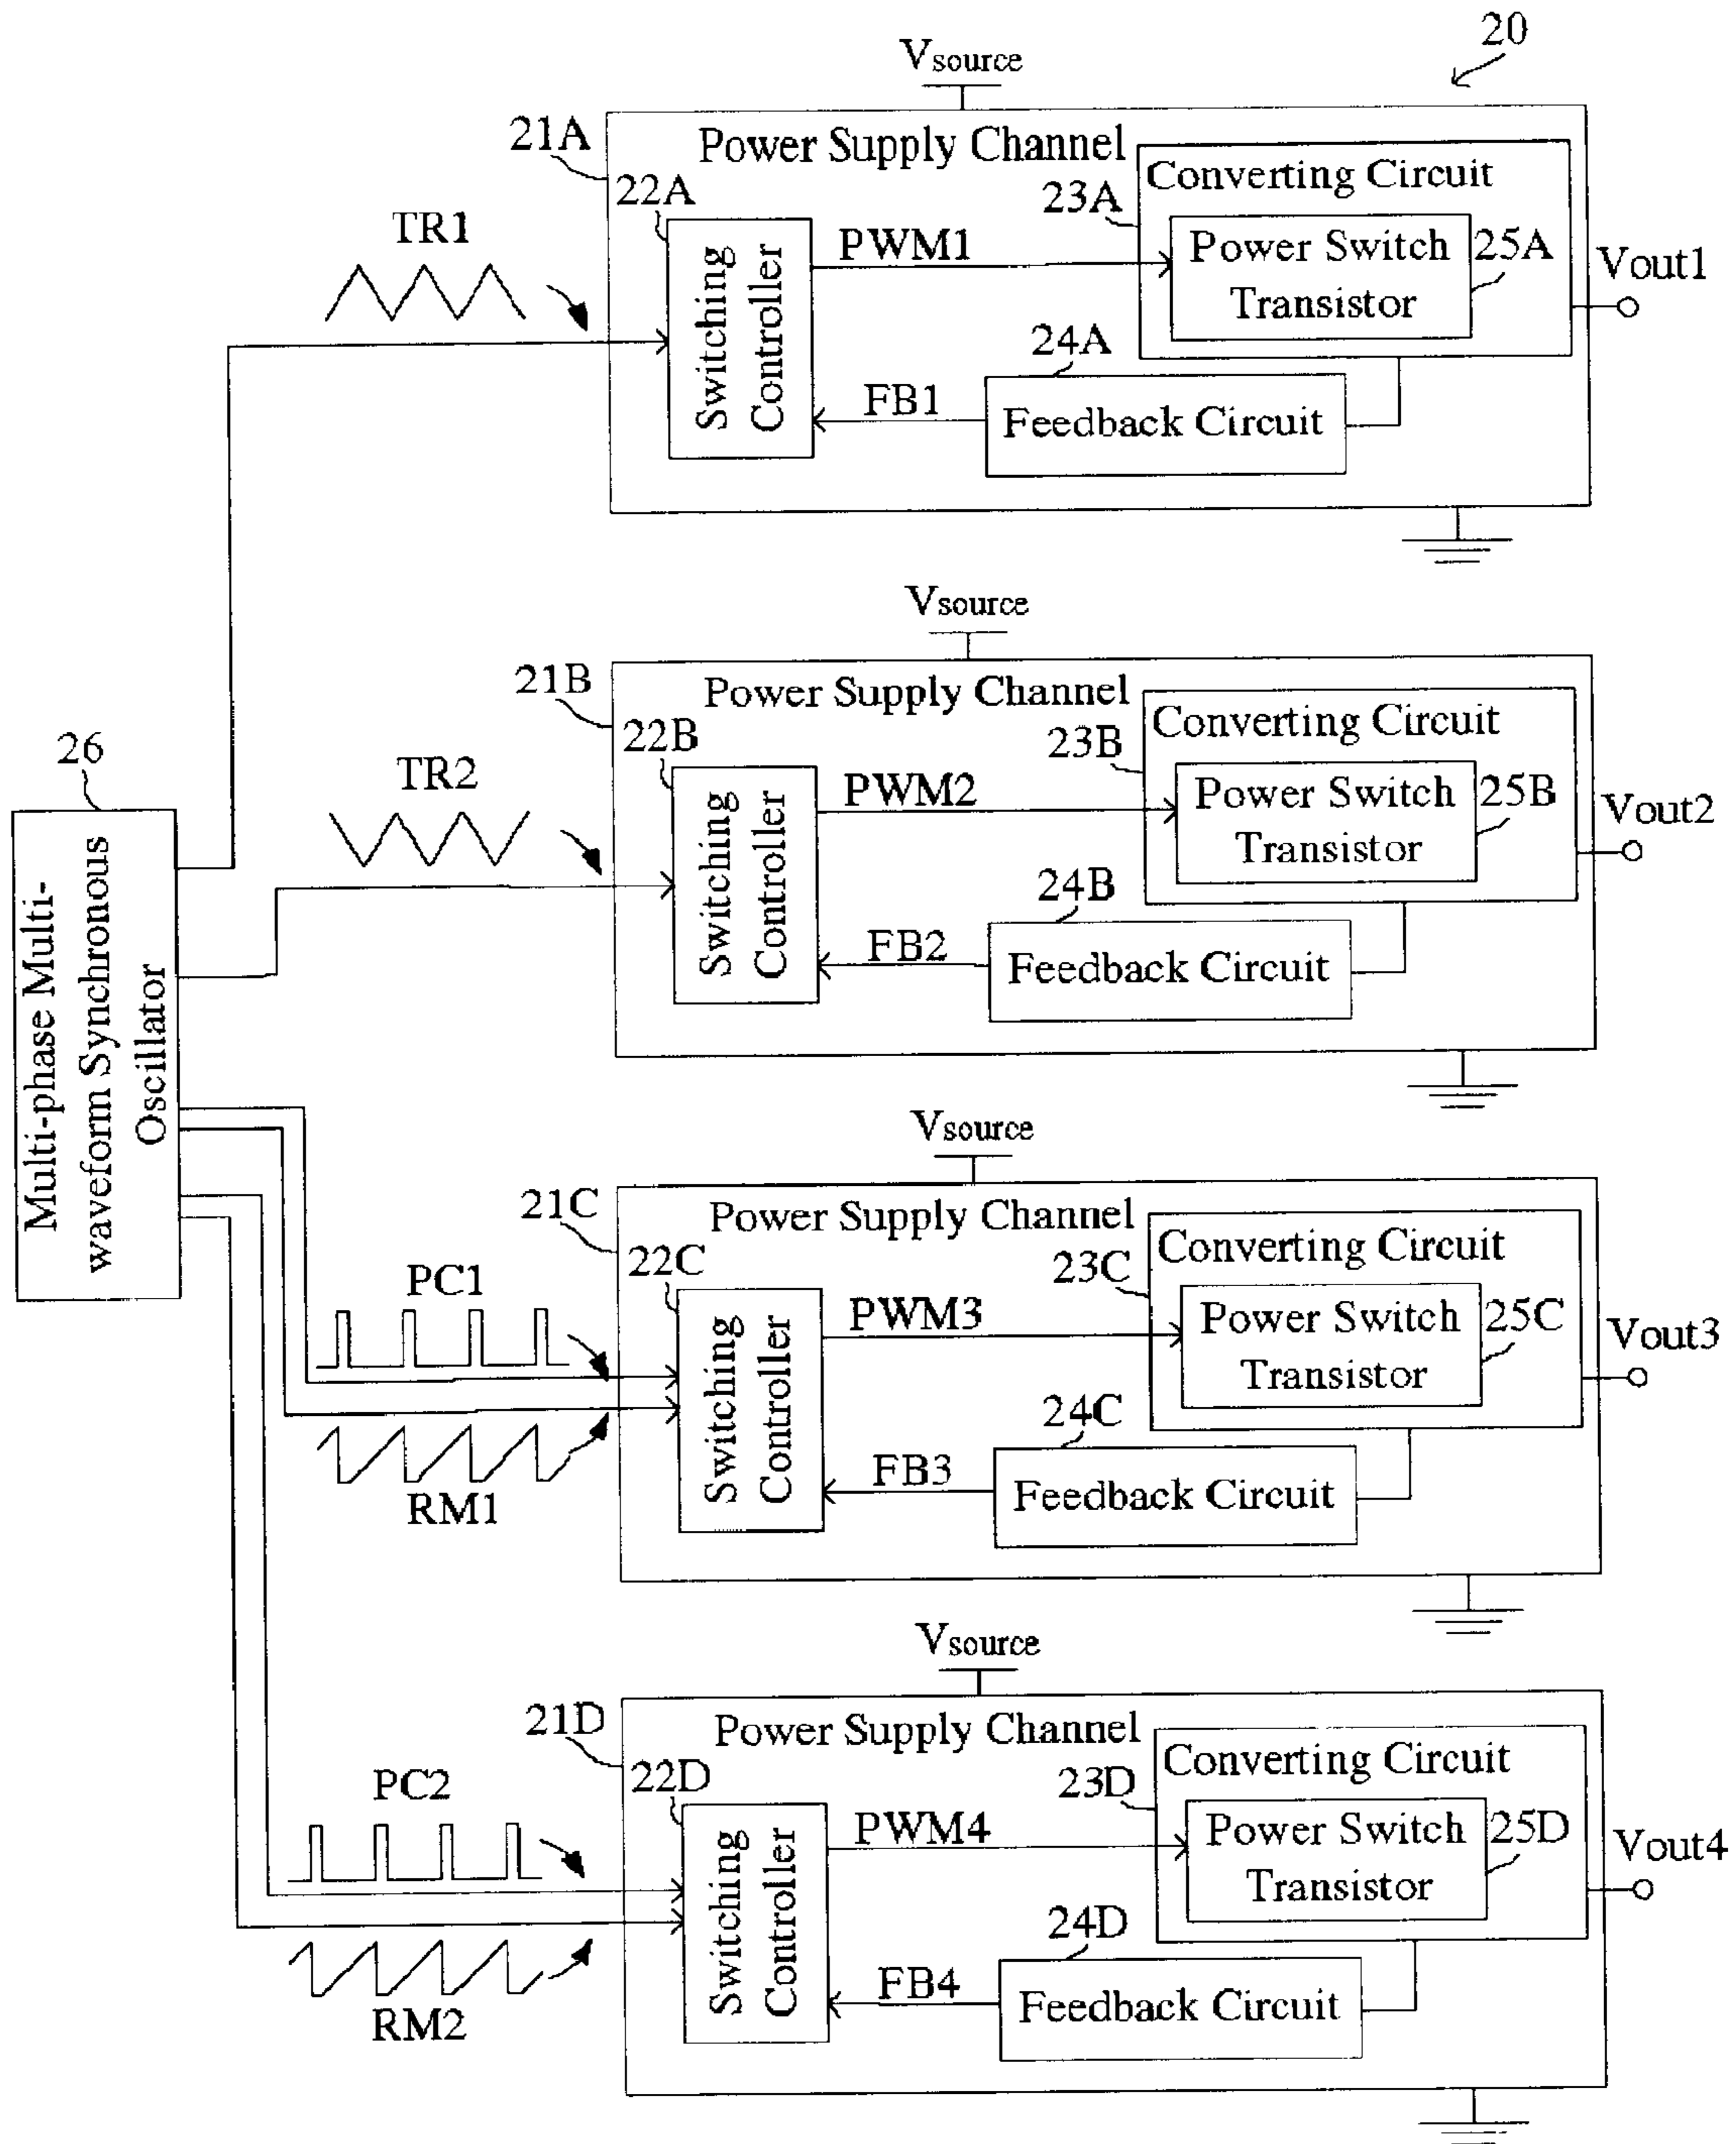 20
Vsource
21A
Power Supply Channel
22A
23A
Converting Circuit
TR1
Switching
Controller
PWM1
Power Switch
Transistor
25A
Vout1
24A
FB1
Feedback Circuit
Vsource
21B
Power Supply Channel
22B
23B
Converting Circuit
26
TR2
Multi-phase Multi-
waveform Synchronous
Oscillator
Switching
Controller
PWM2
Power Switch
Transistor
25B
Vout2
24B
FB2
Feedback Circuit
Vsource
21C
Power Supply Channel
22C
23C
Converting Circuit
PC1
RM1
Switching
Controller
PWM3
Power Switch
Transistor
25C
Vout3
24C
FB3
Feedback Circuit
Vsource
21D
Power Supply Channel
22D
23D
Converting Circuit
PC2
RM2
Switching
Controller
PWM4
Power Switch
Transistor
25D
Vout4
24D
FB4
Feedback Circuit